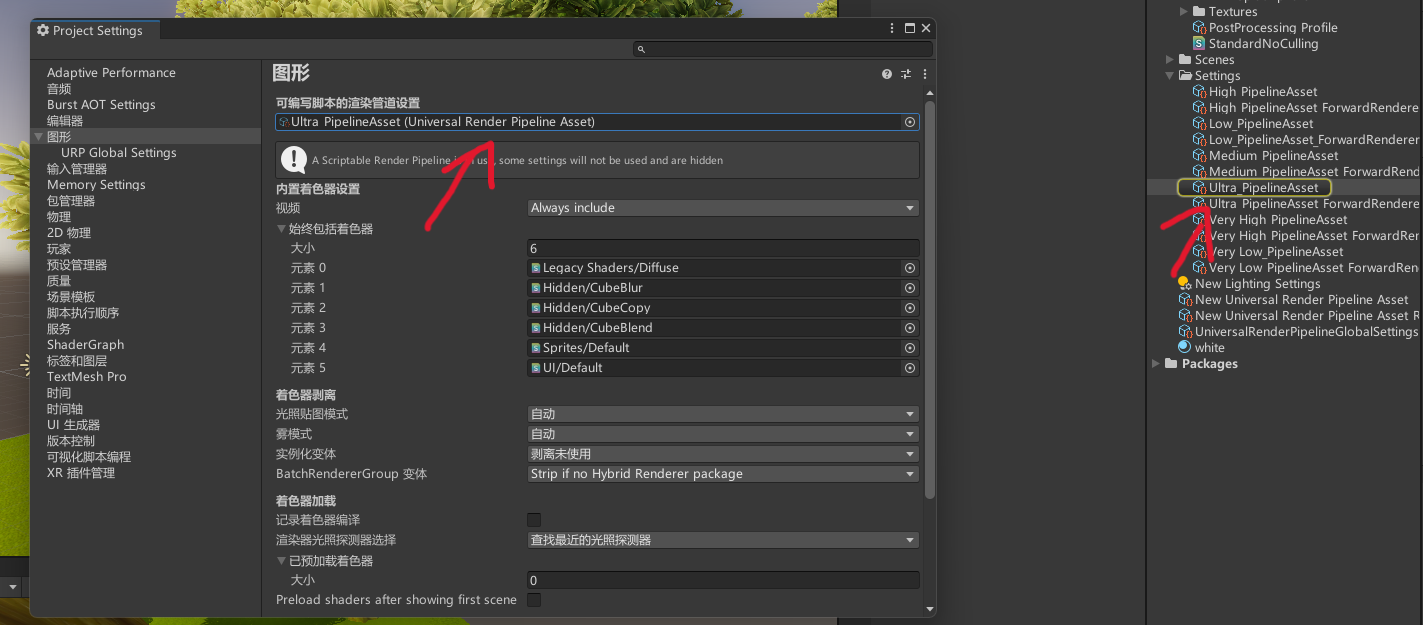 Project Settings
Adaptive Performance
音频
Burst AOT Settings
编辑器
图形
URP Global Settings
输入管理器
Memory Settings
包管理器
物理
2D 物理
玩家
预设管理器
质量
场景模板
脚本执行顺序
服务
ShaderGraph
标签和图层
TextMesh Pro
时间
时间轴
UI 生成器
版本控制
可视化脚本编程
XR 插件管理
图形
可编写脚本的渲染管道设置
Ultra_PipelineAsset (Universal Render Pipeline Asset)
A Scriptable Render Pipeline is in use, some settings will not be used and are hidden
内置着色器设置
视频 Always include
始终包括着色器
大小 6
元素 0 Legacy Shaders/Diffuse
元素 1 Hidden/CubeBlur
元素 2 Hidden/CubeCopy
元素 3 Hidden/CubeBlend
元素 4 Sprites/Default
元素 5 UI/Default
着色器剥离
光照贴图模式 自动
雾模式 自动
实例化变体 剥离未使用
BatchRendererGroup 变体 Strip if no Hybrid Renderer package
着色器加载
记录着色器编译
渲染器光照探测器选择 查找最近的光照探测器
已预加载着色器
大小 0
Preload shaders after showing first scene
Textures
PostProcessing Profile
StandardNoCulling
Scenes
Settings
High_PipelineAsset
High_PipelineAsset_ForwardRendere
Low_PipelineAsset
Low_PipelineAsset_ForwardRenderer
Medium_PipelineAsset
Medium_PipelineAsset_ForwardRend
Ultra_PipelineAsset
Ultra_PipelineAsset_ForwardRendere
Very High_PipelineAsset
Very High_PipelineAsset_ForwardRer
Very Low_PipelineAsset
Very Low_PipelineAsset_ForwardRen
New Lighting Settings
New Universal Render Pipeline Asset
New Universal Render Pipeline Asset R
UniversalRenderPipelineGlobalSettings
white
Packages